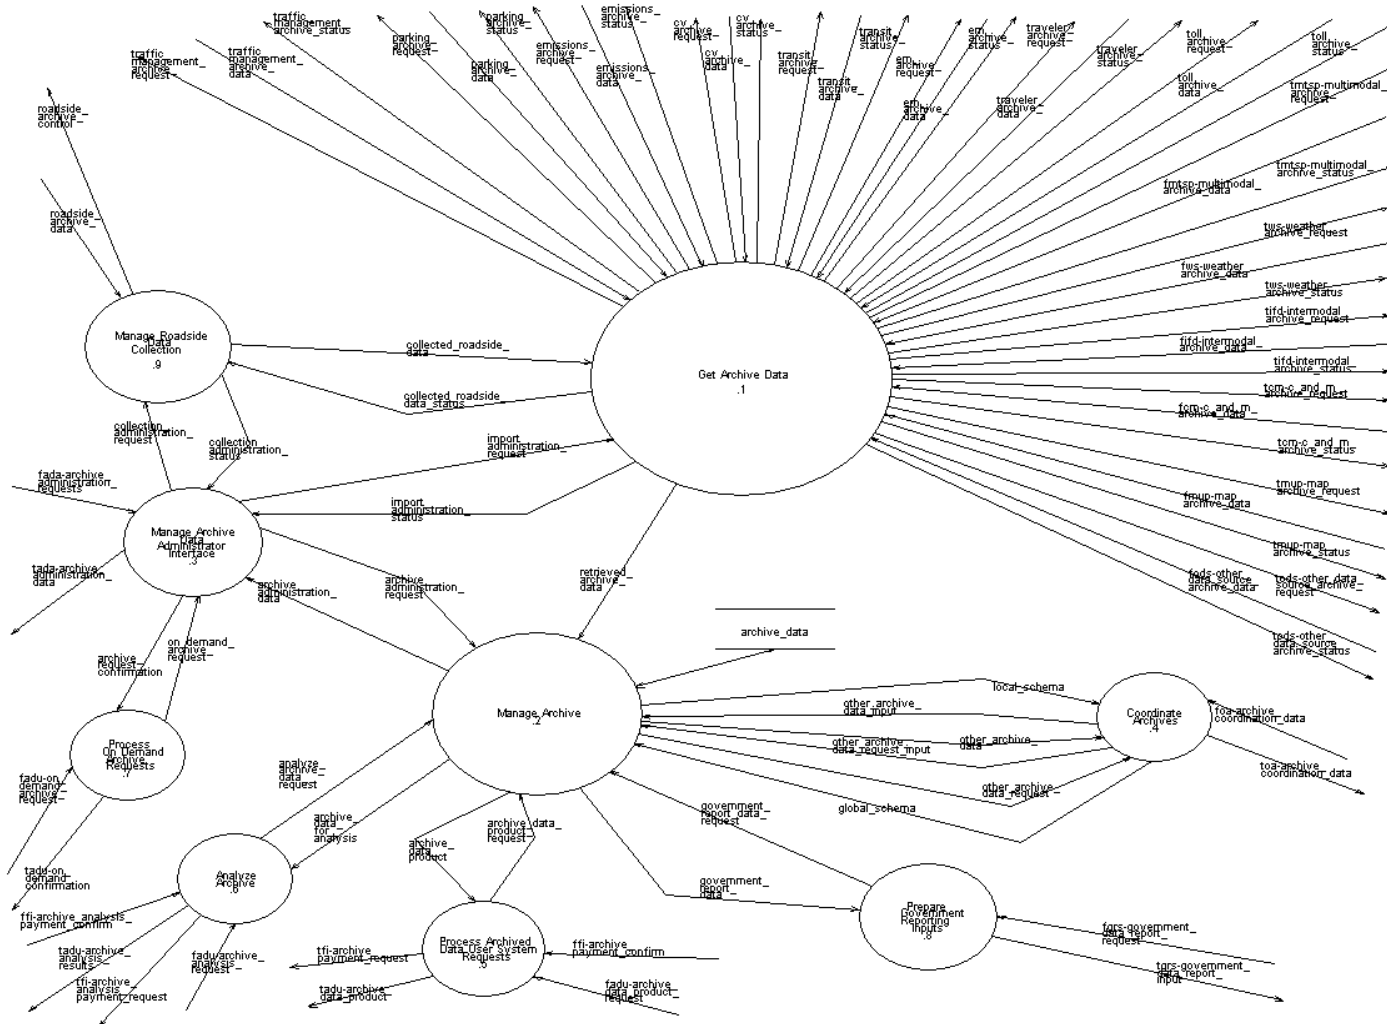 traffic_
management_
archive_status
traffic_
management_
archive_
request
traffic_
management_
archive_
data
parking_
archive_
request
parking_
archive_
status
parking_
archive_
data
emissions_
archive_
request
emissions_
archive_
status
emissions_
archive_
data
cv_
archive_
request
cv_
archive_
status
cv_
archive_
data
transit_
archive_
request
transit_
archive_
data
transit_
archive_
status
em_
archive_
request
em_
archive_
status
em_
archive_
data
traveler_
archive_
request
traveler_
archive_
data
traveler_
archive_
status
toll_
archive_
request
toll_
archive_
data
toll_
archive_
status
tmtsp-multimodal_
archive_
request
fmtsp-multimodal_
archive_data
tmtsp-multimodal_
archive_status
tws-weather_
archive_request
fws-weather_
archive_data
tws-weather_
archive_status
tifd-intermodal_
archive_request
fifd-intermodal_
archive_data
tifd-intermodal_
archive_status
tcm-c_and_m_
archive_request
fcm-c_and_m_
archive_data
tcm-c_and_m_
archive_status
tmup-map_
archive_request
fmup-map_
archive_data
tmup-map_
archive_status
tods-other_data_
source_archive_
request
fods-other_
data_source_
archive_data
tods-other_
data_source_
archive_status
roadside_
archive_
control
roadside_
archive_
data
Manage Roadside
Data
Collection
.9
collected_roadside_
data
collected_roadside_
data_status
Get Archive Data
.1
collection_
administration_
request
collection_
administration_
status
import_
administration_
request
import_
administration_
status
fada-archive_
administration_
requests
Manage Archive
Data
Administrator
Interface
.3
tada-archive_
administration_
data
archive_
administration_
data
archive_
administration_
request
retrieved_
archive_
data
archive_data
archive_
request_
confirmation
on_demand_
archive_
request
Manage Archive
.2
local_schema
other_archive_
data_input
other_archive_
data
other_archive_
data_request_input
other_archive_
data_request
global_schema
Coordinate
Archives
.4
foa-archive_
coordination_data
toa-archive_
coordination_data
Process
On Demand
Archive
Requests
.7
fadu-on_
demand_
archive_
request
tadu-on_
demand_
confirmation
analyze_
archive_
data_
request
archive_
data_
for_
analysis
archive_
data_
product
archive_data_
product_
request
government_
report_data_
request
government_
report_
data
Analyze
Archive
.6
ffi-archive_analysis_
payment_confirm
tadu-archive_
analysis_
results
tfi-archive_
analysis_
payment_request
fadu-archive_
analysis_
request
Process Archived
Data User System
Requests
.5
tfi-archive_
payment_request
tadu-archive_
data_product
ffi-archive_
payment_confirm
fadu-archive_
data_product_
request
Prepare
Government
Reporting
Inputs
.8
fgrs-government_
data_report_
request
tgrs-government_
data_report_
input